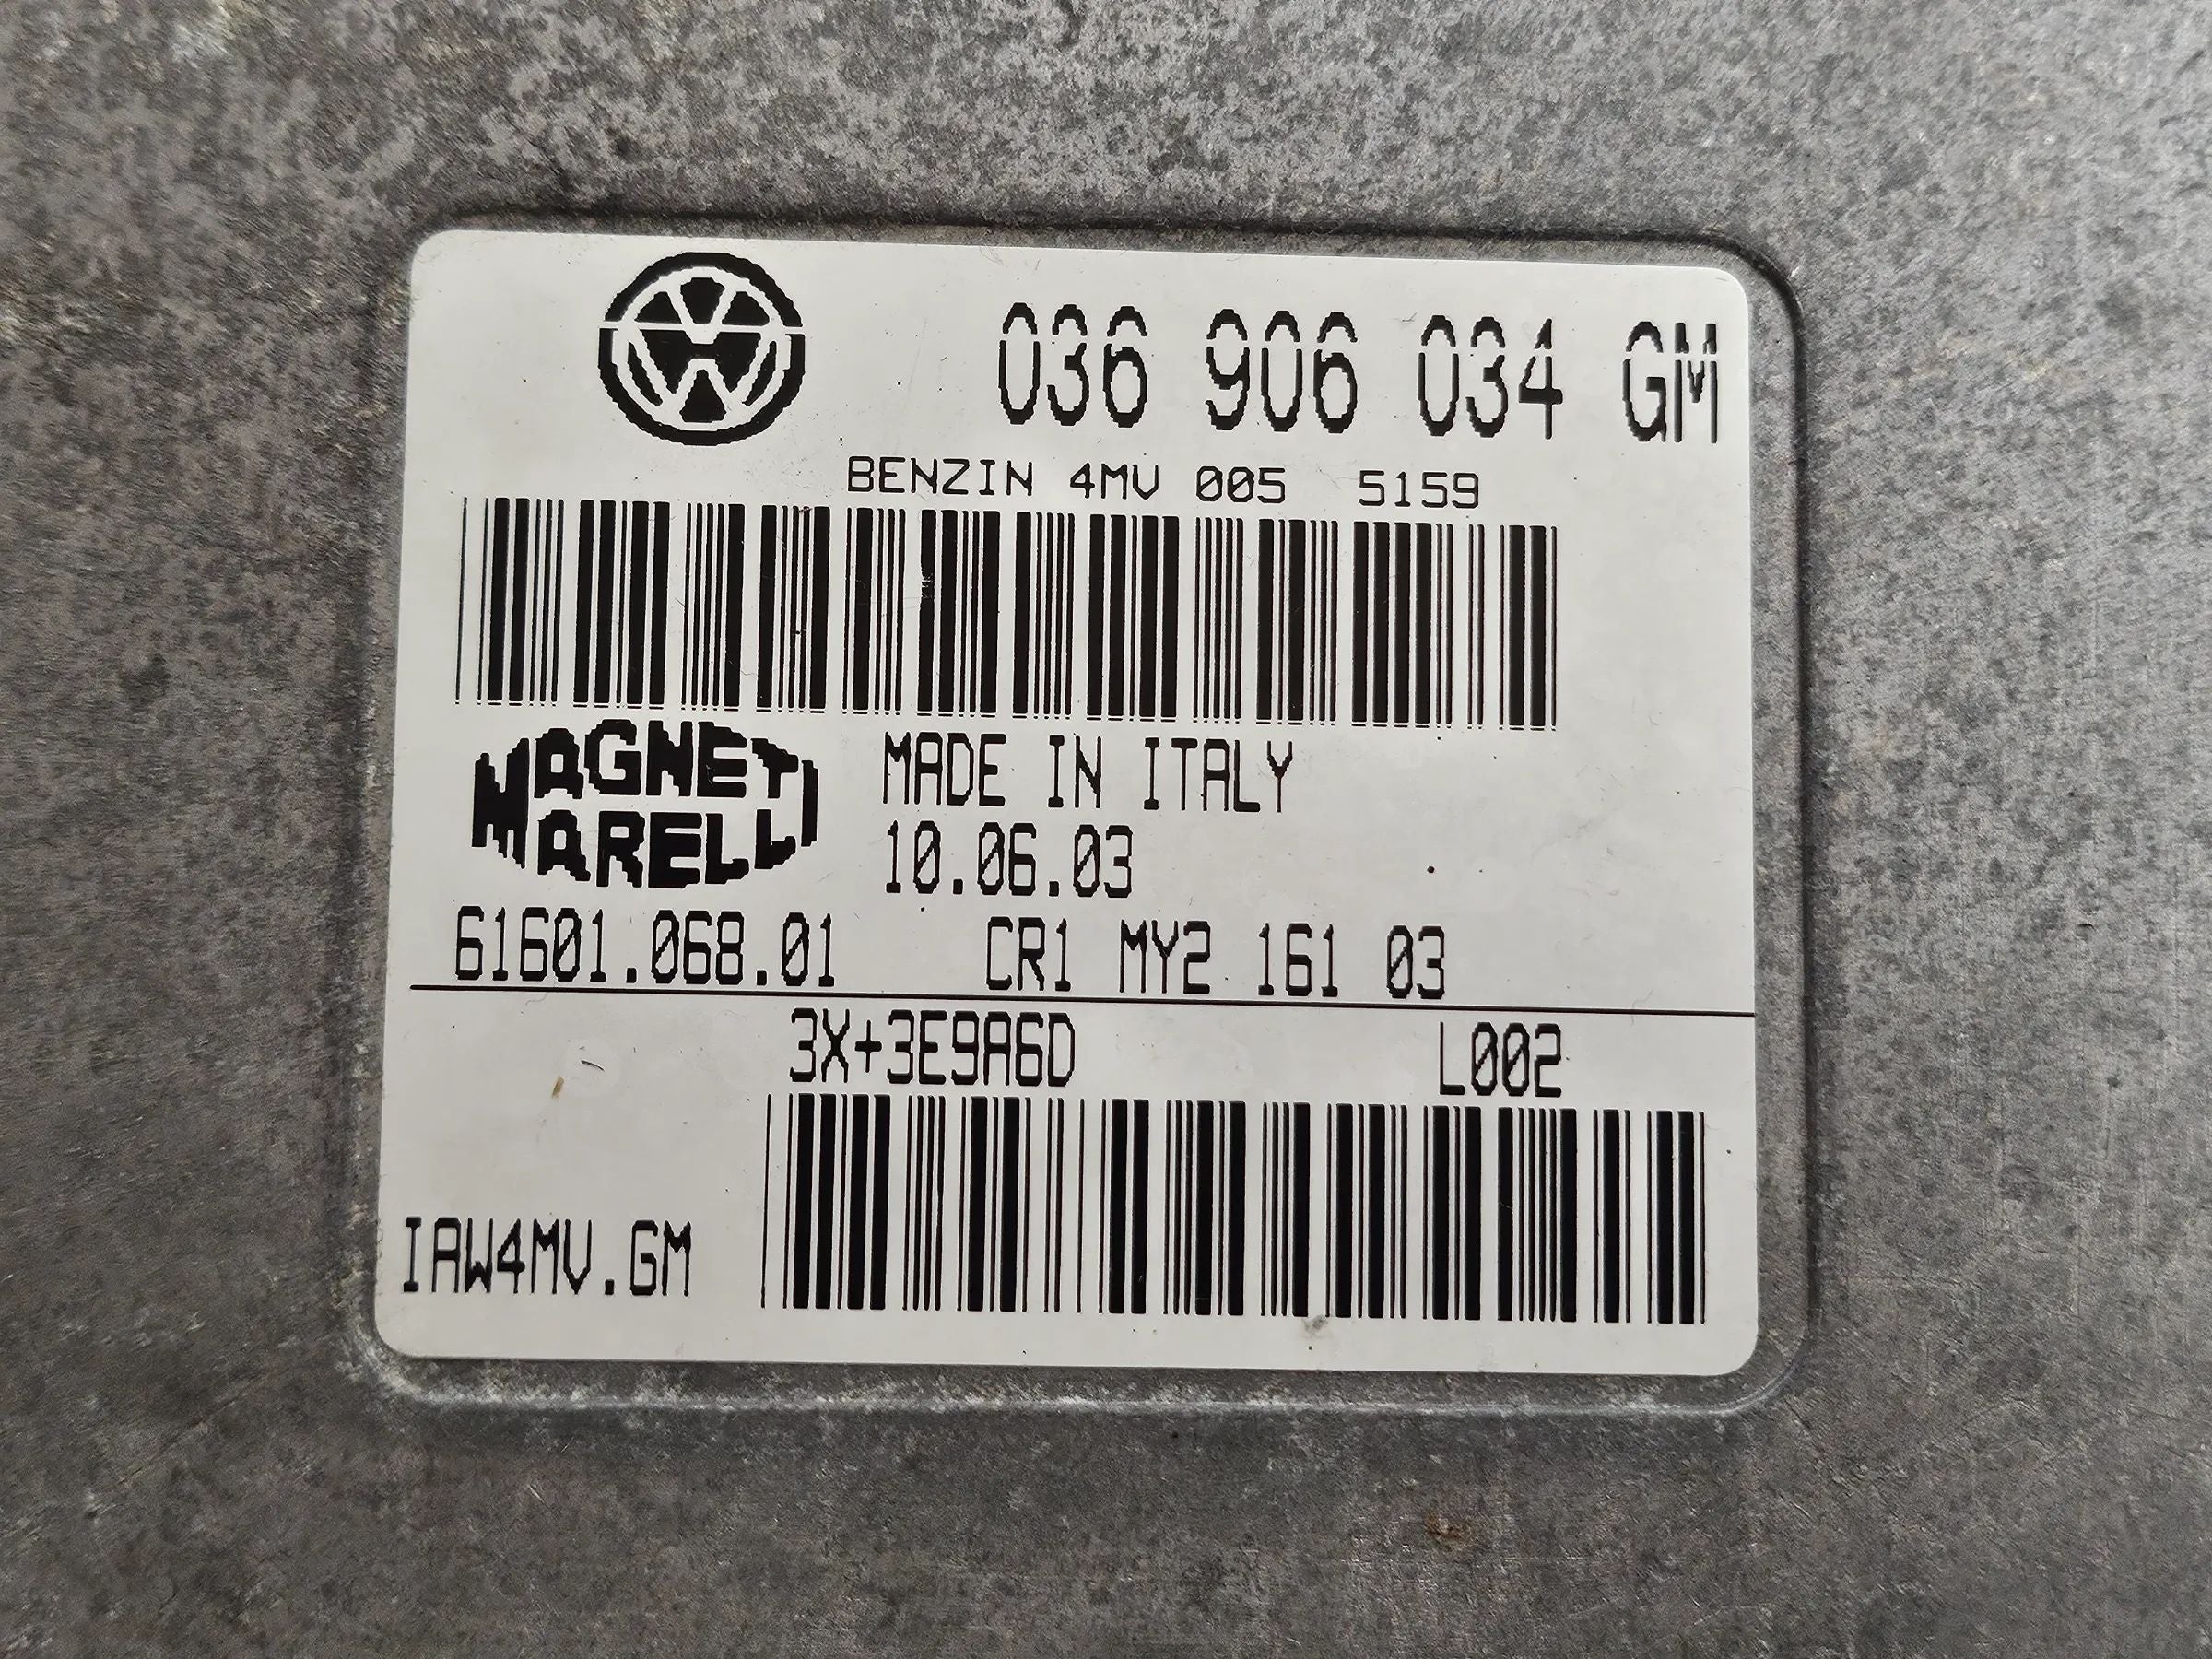 036 906 034 GM
BENZIN 4MV 005 5159
MAGNETI
MARELLI
MADE IN ITALY
10.06.03
61601.068.01 CR1 MY2 161 03
3X+3E9A6D L002
IAW4MV.GM